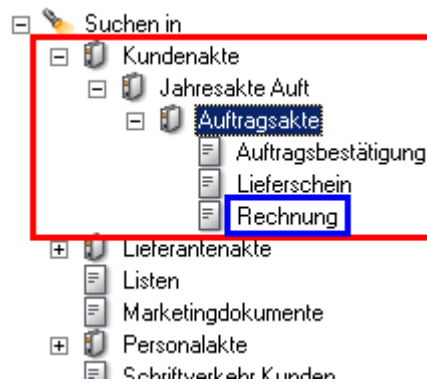 Suchen in
Kundenakte
Jahresakte Auft
Auftragsakte
Auftragsbestätigung
Lieferschein
Rechnung
Lieferantenakte
Listen
Marketingdokumente
Personalakte
Schriftverkehr Kunden